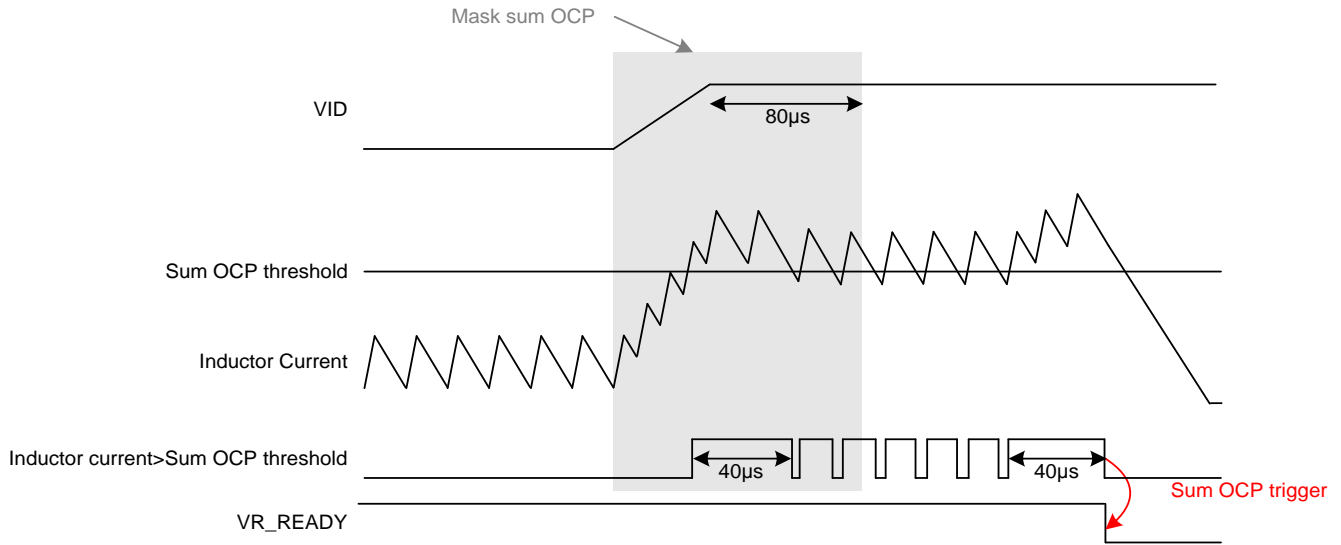 Mask sum OCP
VID
80µs
Sum OCP threshold
Inductor Current
Inductor current>Sum OCP threshold
40µs
40µs
Sum OCP trigger
VR_READY